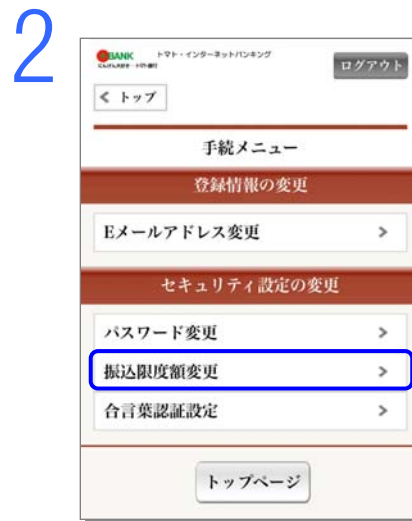 2
BANK トマト・インターネットバンキング
ログアウト
トップ
手続メニュー
登録情報の変更
Eメールアドレス変更
セキュリティ設定の変更
パスワード変更
振込限度額変更
合言葉認証設定
トップページ